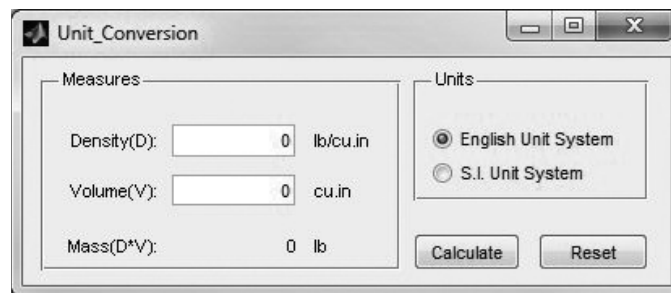 Unit_Conversion
Measures
Density(D): 0 lb/cu.in
Volume(V): 0 cu.in
Mass(D*V): 0 lb
Units
English Unit System
S.I. Unit System
Calculate Reset